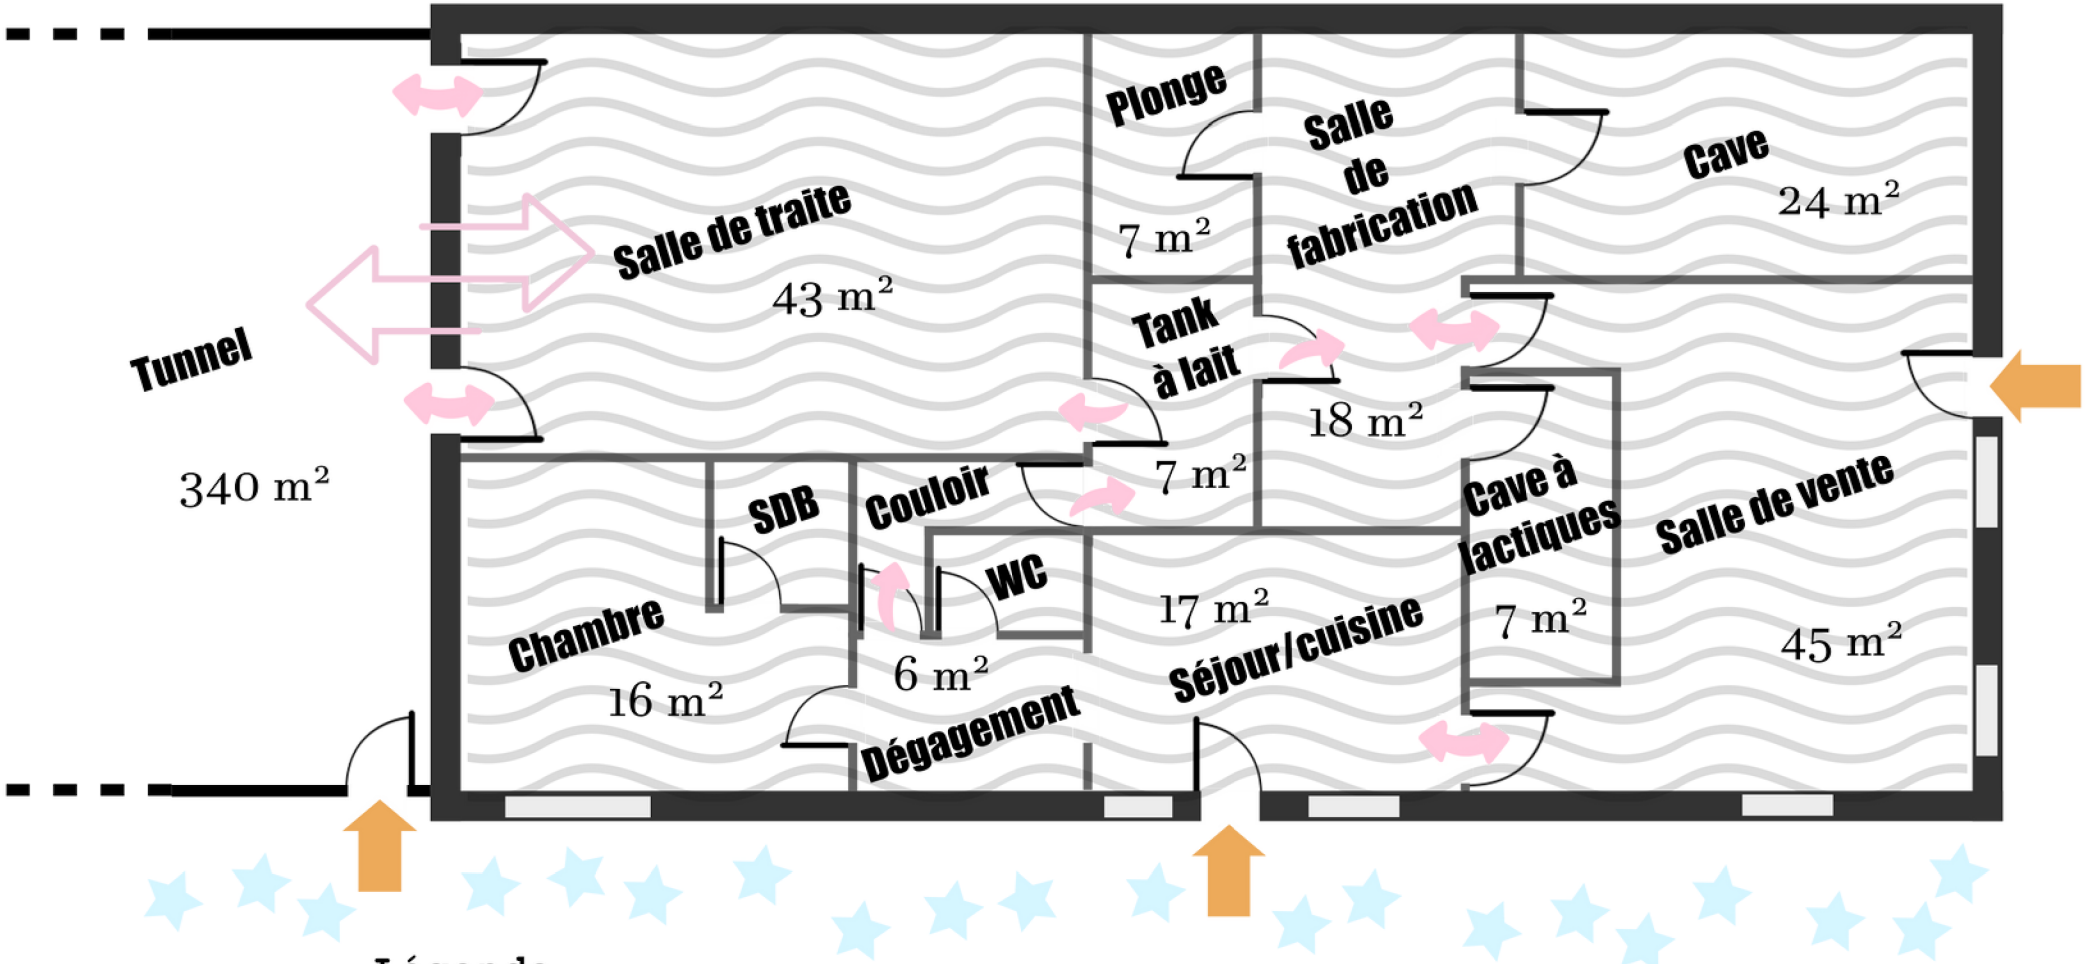 Plonge
7 m²
Salle
de
fabrication
Cave
24 m²
Salle de traite
43 m²
Tunnel
340 m²
Tank
à lait
7 m²
18 m²
SDB
Couloir
WC
Cave à
lactiques
7 m²
Salle de vente
45 m²
Chambre
16 m²
6 m²
Dégagement
17 m²
Séjour/cuisine
Légende